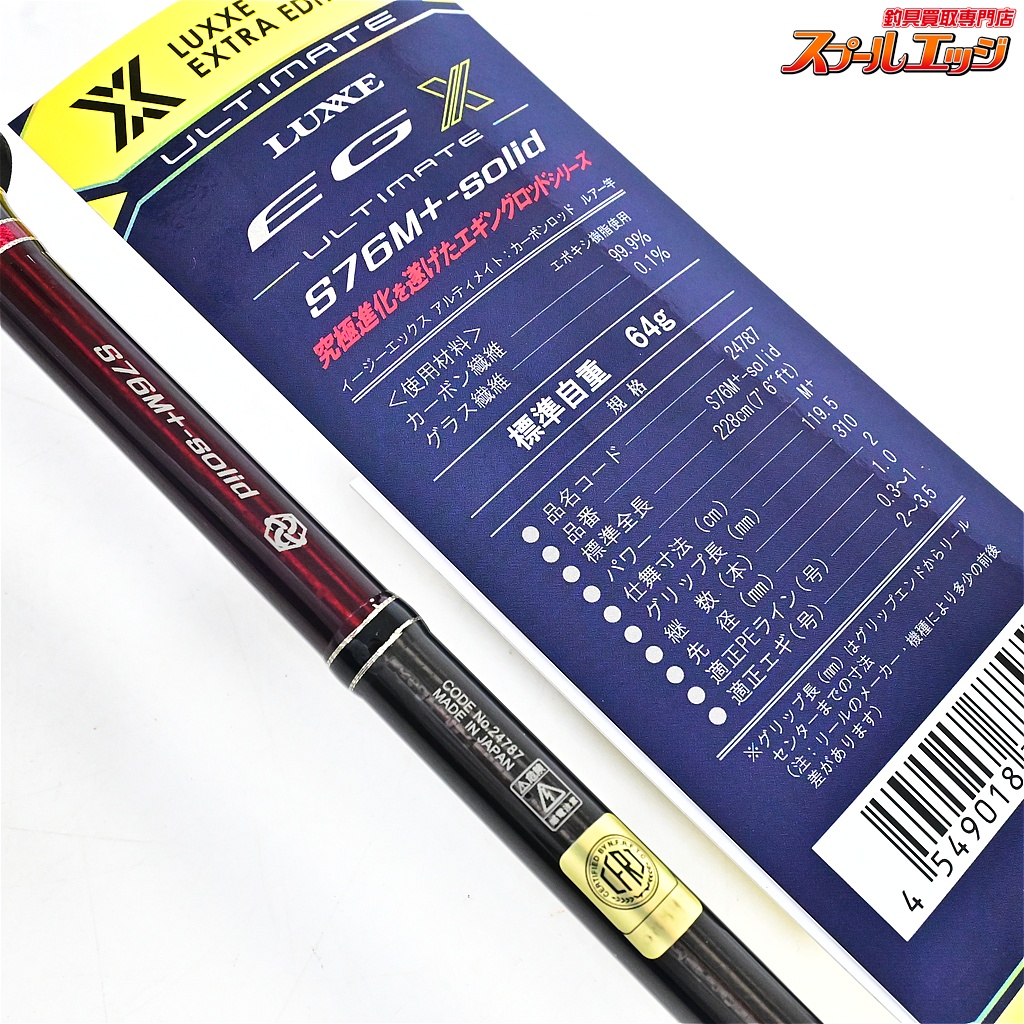 釣具買取専門店
スプールエッジ
LUXXE
EXTRA EDI
ULTIMATE
LUXXE
EG X
ULTIMATE
S76M+-solid
究極進化を遂げたエギングロッドシリーズ
イージーエックス アルティメイト:カーボンロッド ルアー竿
エポキシ樹脂使用
<使用材料>
カーボン繊維 99.9%
グラス繊維 0.1%
標準自重 64g
規格
●品名コード 24787
●品番 S76M+-solid
●標準全長 228cm(7'6"ft)
●パワー M+
●仕舞寸法(cm) 119.5
●グリップ長(mm) 310
●継数(本) 2
●先径(mm) 1.0
●適正PEライン(号) 0.3~1
●適正エギ(号) 2~3.5
※グリップ長(mm)はグリップエンドからリール
センターまでの寸法
(注:リールのメーカー・機種により多少の前後
差があります)
4 549018
S76M+-solid
CODE No.24787
MADE IN JAPAN
危険
感電注意
CERTIFIED BY